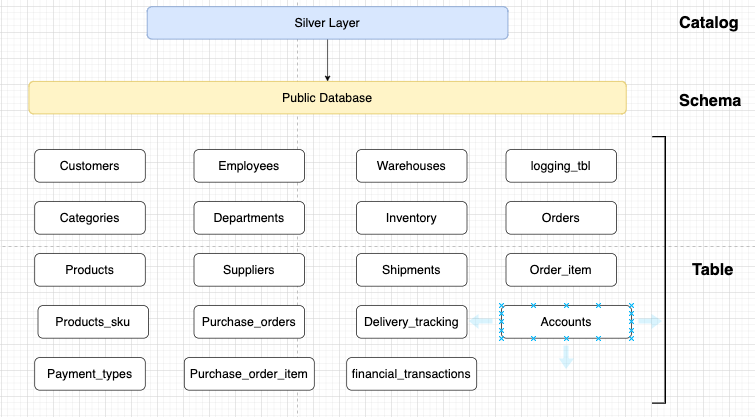 Silver Layer
Catalog
Public Database
Schema
Customers
Employees
Warehouses
logging_tbl
Categories
Departments
Inventory
Orders
Products
Suppliers
Shipments
Order_item
Table
Products_sku
Purchase_orders
Delivery_tracking
Accounts
Payment_types
Purchase_order_item
financial_transactions